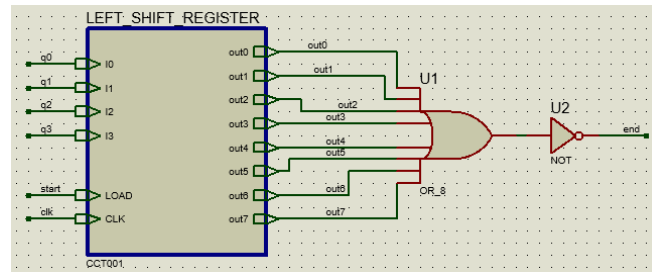 LEFT_SHIFT_REGISTER
q0 I0 out0 out0
q1 I1 out1 out1 U1
q2 I2 out2 out2 U2
q3 I3 out3 out3
out4 out4 end
out5 out5 NOT
start LOAD out6 out6 OR_8
clk CLK out7 out7
CCT001